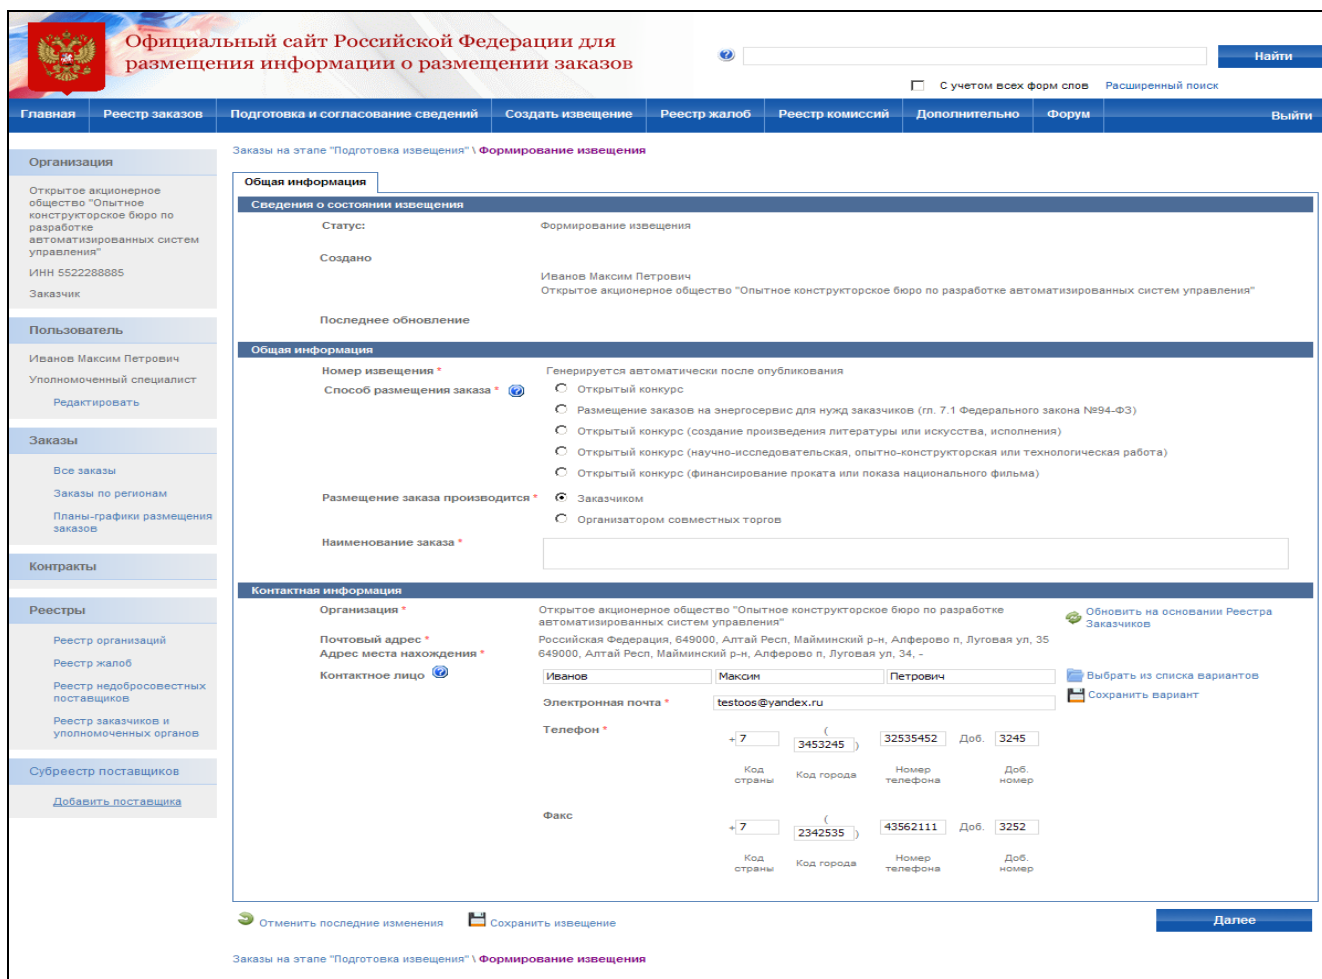 Официальный сайт Российской Федерации для
размещения информации о размещении заказов
Найти
С учетом всех форм слов Расширенный поиск
Главная Реестр заказов Подготовка и согласование сведений Создать извещение Реестр жалоб Реестр комиссий Дополнительно Форум Выйти
Организация
Открытое акционерное
общество "Опытное
конструкторское бюро по
разработке
автоматизированных систем
управления"
ИНН 5522288885
Заказчик
Пользователь
Иванов Максим Петрович
Уполномоченный специалист
Редактировать
Заказы
Все заказы
Заказы по регионам
Планы-графики размещения
заказов
Контракты
Реестры
Реестр организаций
Реестр жалоб
Реестр недобросовестных
поставщиков
Реестр заказчиков и
уполномоченных органов
Субреестр поставщиков
Добавить поставщика
Заказы на этапе "Подготовка извещения" \ Формирование извещения
Общая информация
Сведения о состоянии извещения
Статус: Формирование извещения
Создано
Иванов Максим Петрович
Открытое акционерное общество "Опытное конструкторское бюро по разработке автоматизированных систем управления"
Последнее обновление
Общая информация
Номер извещения * Генерируется автоматически после опубликования
Способ размещения заказа * Открытый конкурс
Размещение заказов на энергосервис для нужд заказчиков (гл. 7.1 Федерального закона №94-ФЗ)
Открытый конкурс (создание произведения литературы или искусства, исполнения)
Открытый конкурс (научно-исследовательская, опытно-конструкторская или технологическая работа)
Открытый конкурс (финансирование проката или показа национального фильма)
Размещение заказа производится * Заказчиком
Организатором совместных торгов
Наименование заказа *
Контактная информация
Организация * Открытое акционерное общество "Опытное конструкторское бюро по разработке
автоматизированных систем управления"
Обновить на основании Реестра
Заказчиков
Почтовый адрес * Российская Федерация, 649000, Алтай Респ, Майминский р-н, Алферово п, Луговая ул, 35
Адрес места нахождения * 649000, Алтай Респ, Майминский р-н, Алферово п, Луговая ул, 34, -
Контактное лицо Иванов Максим Петрович Выбрать из списка вариантов
Сохранить вариант
Электронная почта * testoos@yandex.ru
Телефон * + 7 ( 3453245 ) 32535452 Доб. 3245
Код
страны
Код города
Номер
телефона
Доб.
номер
Факс + 7 ( 2342535 ) 43562111 Доб. 3252
Код
страны
Код города
Номер
телефона
Доб.
номер
Отменить последние изменения Сохранить извещение Далее
Заказы на этапе "Подготовка извещения" \ Формирование извещения